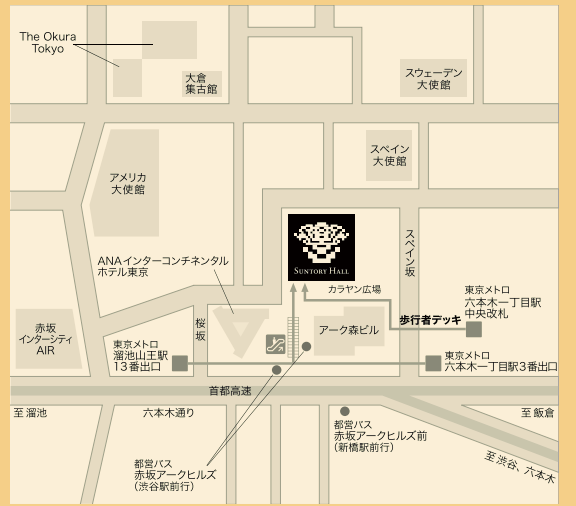 The Okura
Tokyo
大倉
集古館
スウェーデン
大使館
スペイン
大使館
アメリカ
大使館
SUNTORY HALL
スペイン坂
ANAインターコンチネンタル
ホテル東京
カラヤン広場
東京メトロ
六本木一丁目駅
中央改札
歩行者デッキ
桜坂
アーク森ビル
赤坂
インターシティ
AIR
東京メトロ
溜池山王駅
13番出口
東京メトロ
六本木一丁目駅3番出口
首都高速
至 溜池
六本木通り
至 飯倉
都営バス
赤坂アークヒルズ前
(新橋駅前行)
都営バス
赤坂アークヒルズ
(渋谷駅前行)
至 渋谷、六本木